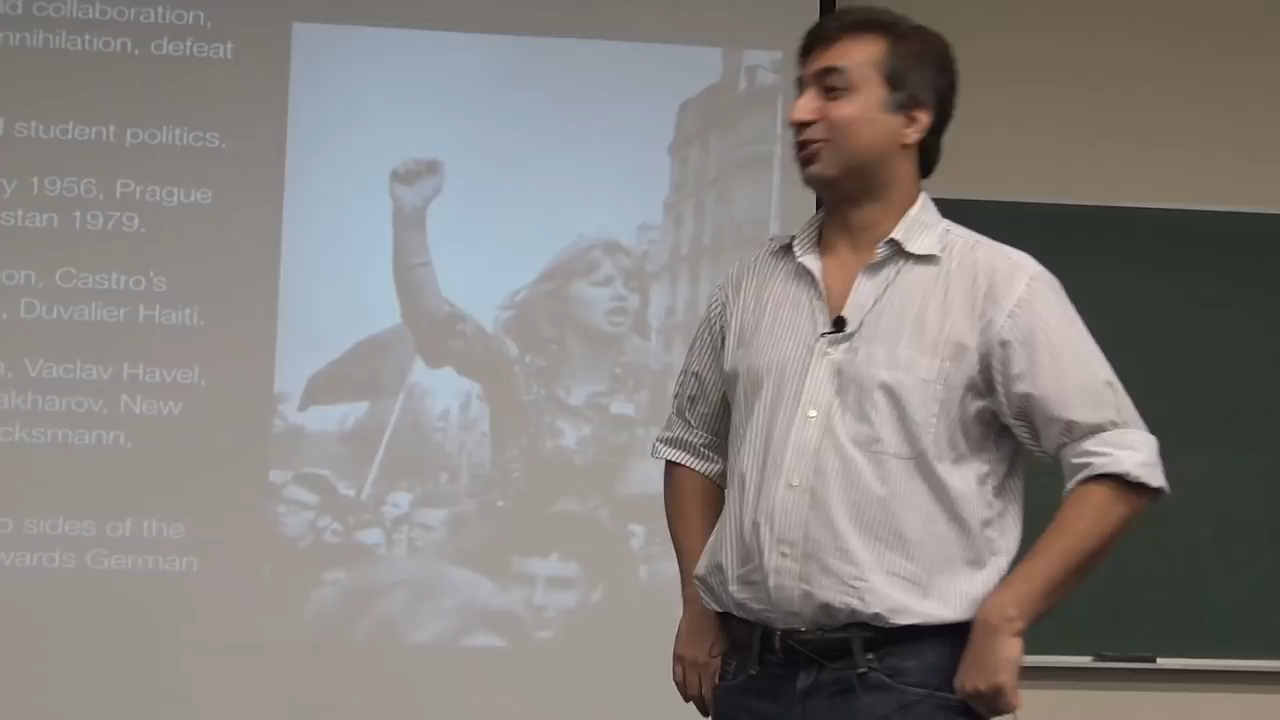 collaboration,
nnihilation, defeat
student politics.
y 1956, Prague
stan 1979.
on, Castro's
, Duvalier Haiti.
, Vaclav Havel,
akharov, New
cksmann,
sides of the
wards German